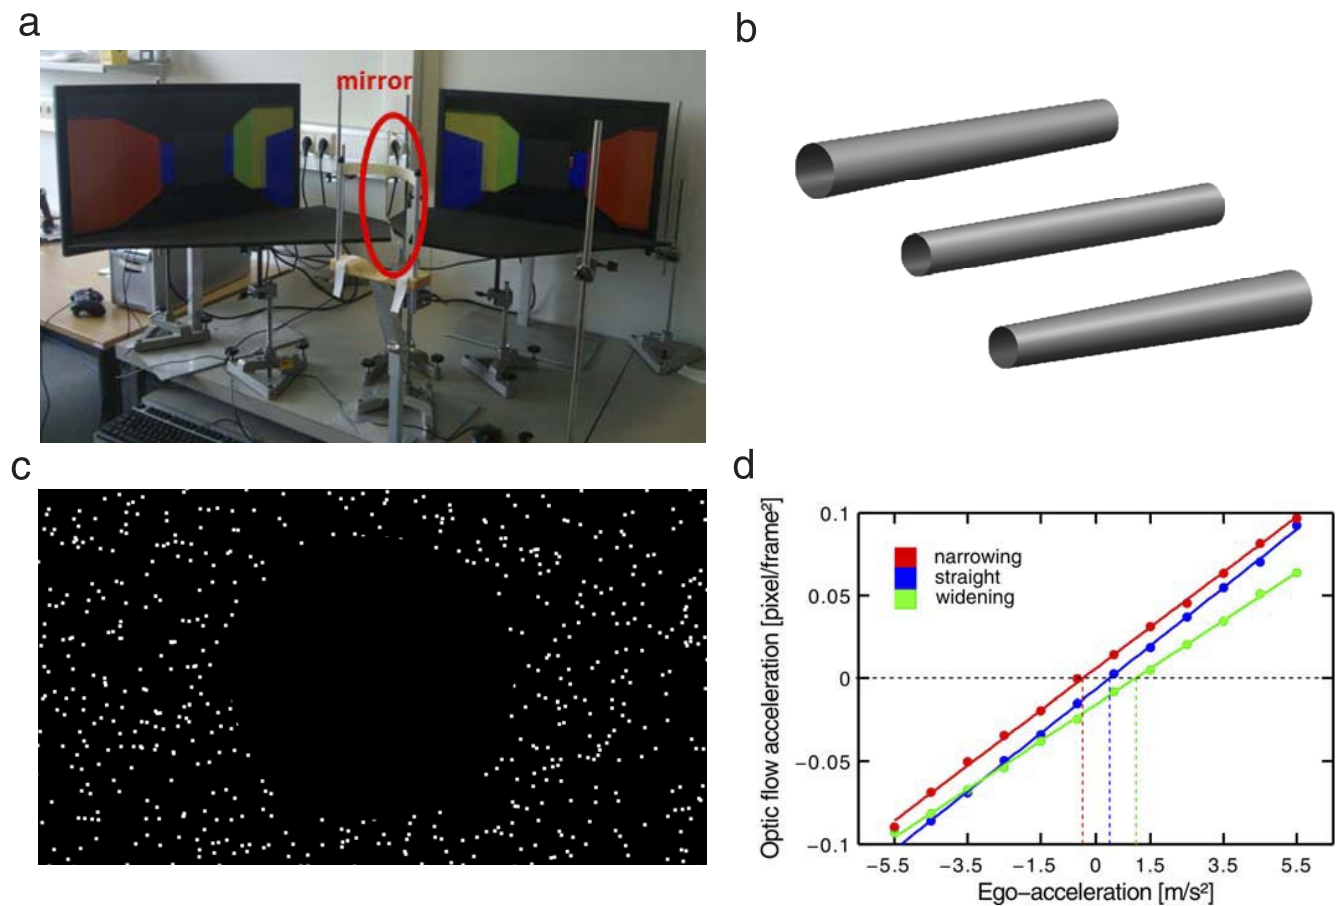 a
mirror
b
c
d
Optic flow acceleration [pixel/frame²]
0.1
0.05
0
−0.05
−0.1
narrowing
straight
widening
−5.5 −3.5 −1.5 0 1.5 3.5 5.5
Ego−acceleration [m/s²]